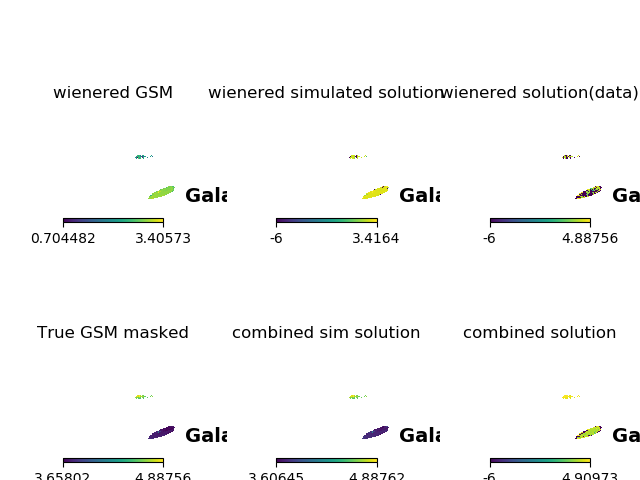 wienered GSM
wienered simulated solution
wienered solution(data)
Gala
Gala
Ga
0.704482 3.40573
-6 3.4164
-6 4.88756
True GSM masked
combined sim solution
combined solution
Gala
Gala
Ga
3.65802 4.88756
3.60645 4.88762
-6 4.90973